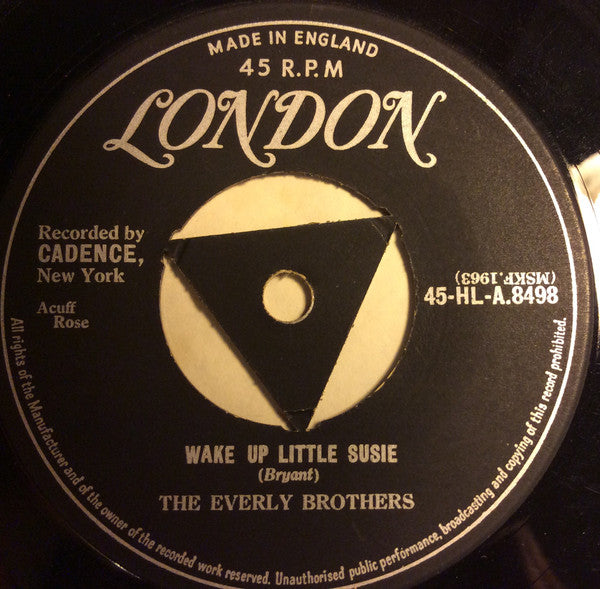 MADE IN ENGLAND
45 R.P.M
LONDON
Recorded by
CADENCE,
New York
Acuff
Rose
(MSKF.1963)
45-HL-A.8498
WAKE UP LITTLE SUSIE
(Bryant)
THE EVERLY BROTHERS
All rights of the Manufacturer and of the owner of the recorded work reserved. Unauthorised public performance, broadcasting and copying of this record prohibited.